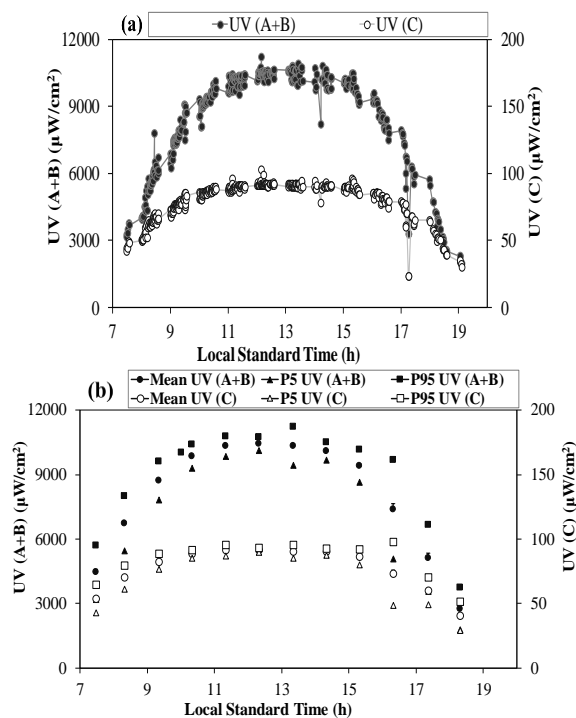 (a)
UV (A+B) UV (C)
12000
9000
6000
3000
0
UV (A+B) (µW/cm²)
200
150
100
50
0
UV (C) (µW/cm²)
7 9 11 13 15 17 19
Local Standard Time (h)
(b)
Mean UV (A+B) P5 UV (A+B) P95 UV (A+B)
Mean UV (C) P5 UV (C) P95 UV (C)
12000
9000
6000
3000
0
UV (A+B) (µW/cm²)
200
150
100
50
0
UV (C) (µW/cm²)
7 9 11 13 15 17 19
Local Standard Time (h)